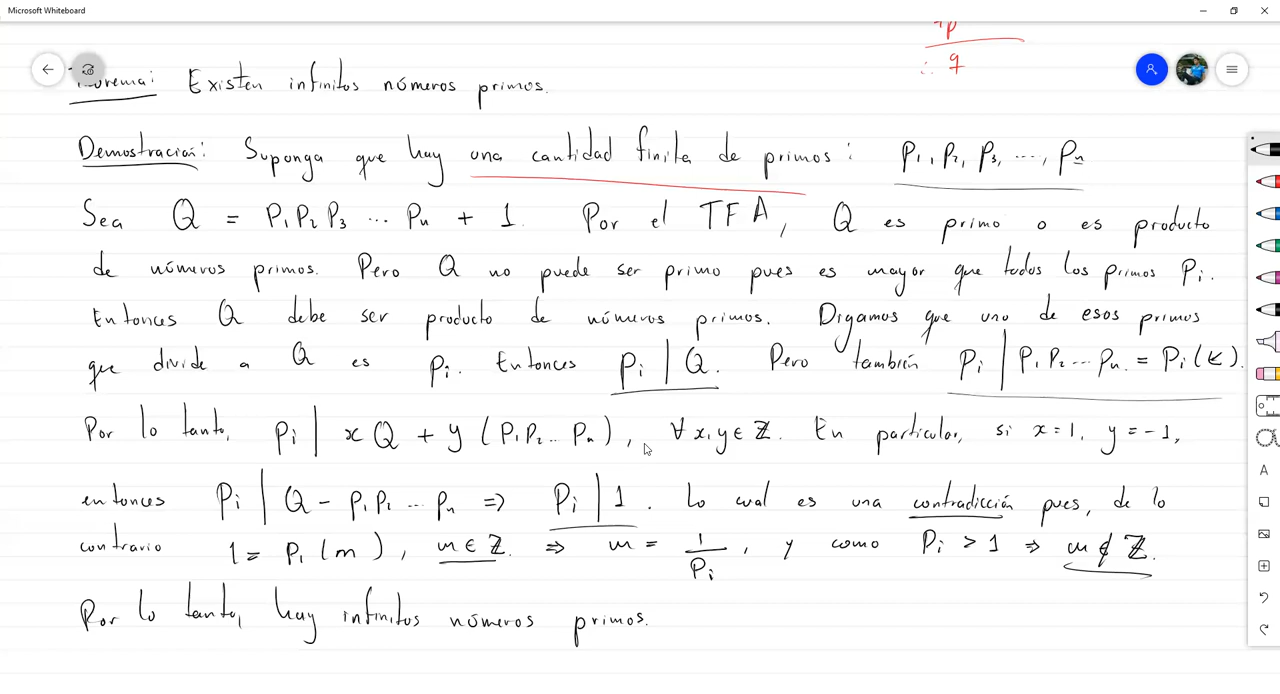 Microsoft Whiteboard
¬p
∴ q
Teorema: Existen infinitos números primos.
Demostración: Suponga que hay una cantidad finita de primos: P₁, P₂, P₃, ..., Pₙ
Sea Q = P₁P₂P₃ ... Pₙ + 1. Por el TFA, Q es primo o es producto
de números primos. Pero Q no puede ser primo pues es mayor que todos los primos Pᵢ.
Entonces Q debe ser producto de números primos. Digamos que uno de esos primos
que divide a Q es Pᵢ. Entonces Pᵢ | Q. Pero también Pᵢ | P₁P₂...Pₙ = Pᵢ(k).
Por lo tanto, Pᵢ | xQ + y(P₁P₂...Pₙ), ∀x,y∈ℤ. En particular, si x=1, y=-1,
entonces Pᵢ | Q - P₁P₂...Pₙ ⇒ Pᵢ | 1. Lo cual es una contradicción pues, de lo
contrario 1 = Pᵢ(m), m∈ℤ. ⇒ m = 1/Pᵢ, y como Pᵢ > 1 ⇒ m∉ℤ.
Por lo tanto, hay infinitos números primos.
A